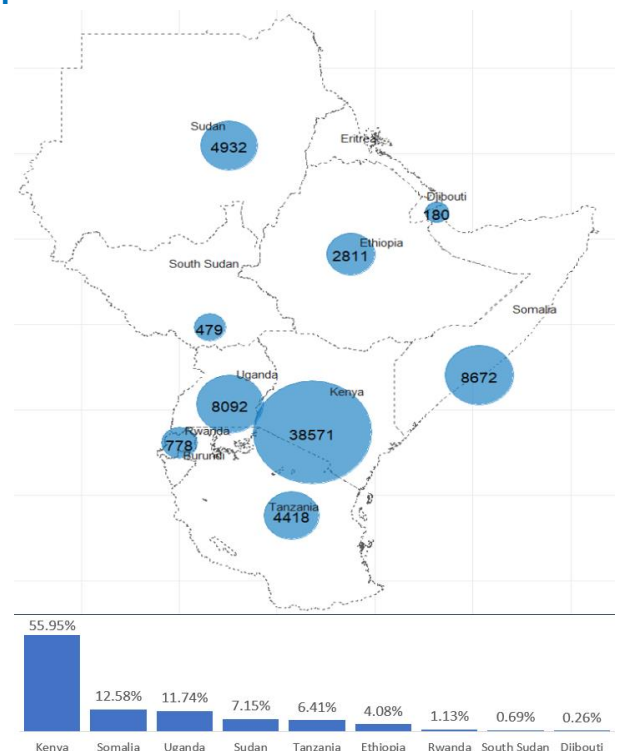 Sudan
4932
Eritrea
Djibouti
180
Ethiopia
2811
South Sudan
Somalia
479
8672
Uganda
8092
Kenya
38571
Rwanda
778
Burundi
Tanzania
4418
55.95%
12.58%
11.74%
7.15%
6.41%
4.08%
1.13%
0.69%
0.26%
Kenya Somalia Uganda Sudan Tanzania Ethiopia Rwanda South Sudan Djibouti